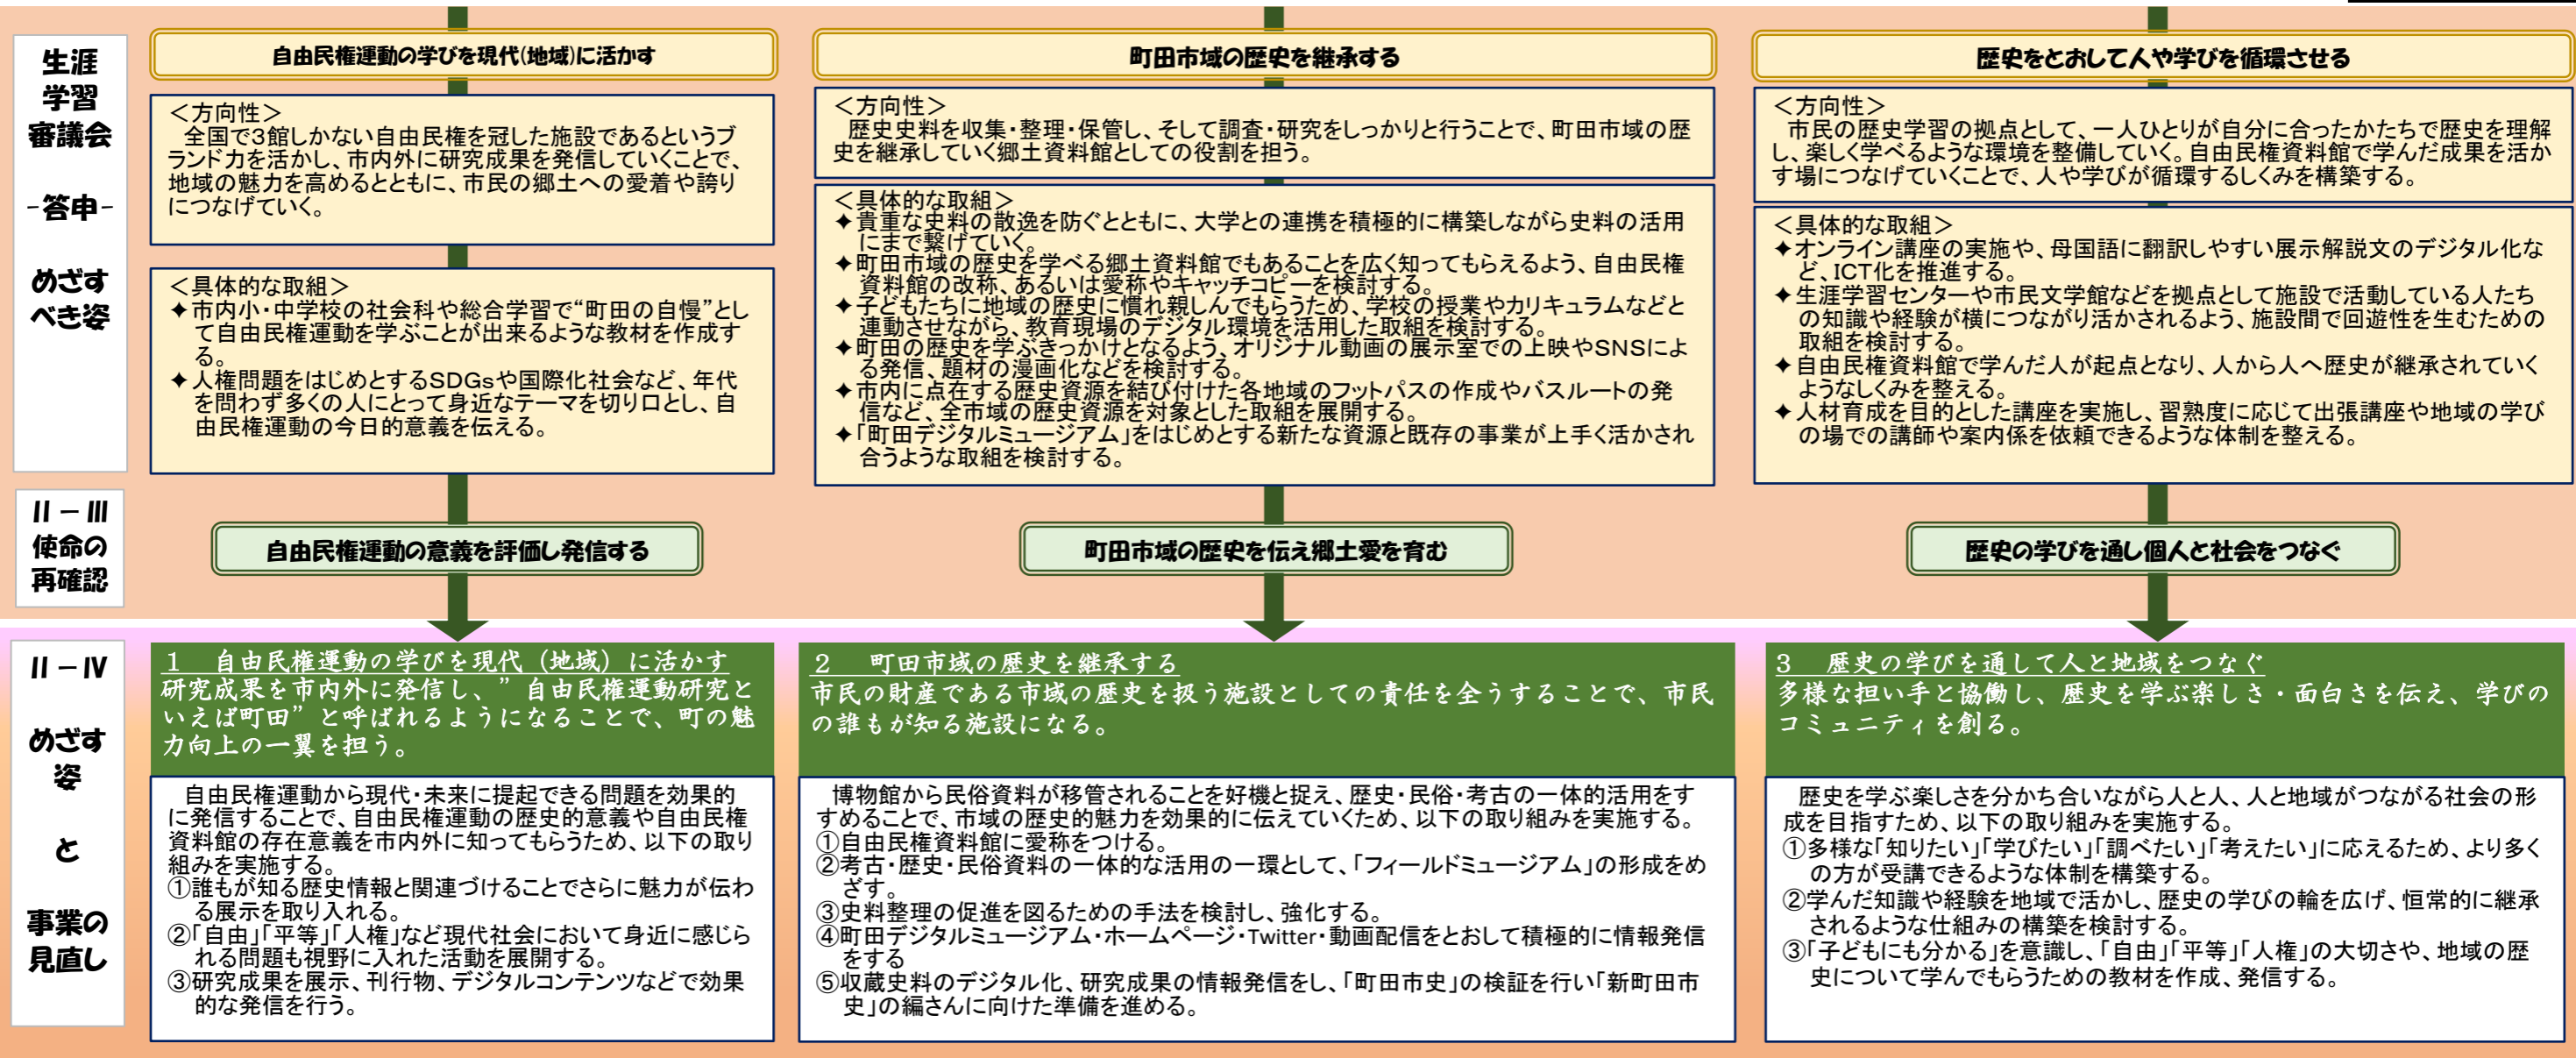 生涯
学習
審議会
-答申-
めざす
べき姿
自由民権運動の学びを現代(地域)に活かす
＜方向性＞
全国で3館しかない自由民権を冠した施設であるというブ
ランド力を活かし、市内外に研究成果を発信していくことで、
地域の魅力を高めるとともに、市民の郷土への愛着や誇り
につなげていく。
＜具体的な取組＞
✦市内小・中学校の社会科や総合学習で“町田の自慢”とし
て自由民権運動を学ぶことが出来るような教材を作成す
る。
✦人権問題をはじめとするSDGsや国際化社会など、年代
を問わず多くの人にとって身近なテーマを切り口とし、自
由民権運動の今日的意義を伝える。
町田市域の歴史を継承する
＜方向性＞
歴史史料を収集・整理・保管し、そして調査・研究をしっかりと行うことで、町田市域の歴
史を継承していく郷土資料館としての役割を担う。
＜具体的な取組＞
✦貴重な史料の散逸を防ぐとともに、大学との連携を積極的に構築しながら史料の活用
にまで繋げていく。
✦町田市域の歴史を学べる郷土資料館でもあることを広く知ってもらえるよう、自由民権
資料館の改称、あるいは愛称やキャッチコピーを検討する。
✦子どもたちに地域の歴史に慣れ親しんでもらうため、学校の授業やカリキュラムなどと
連動させながら、教育現場のデジタル環境を活用した取組を検討する。
✦町田の歴史を学ぶきっかけとなるよう、オリジナル動画の展示室での上映やSNSによ
る発信、題材の漫画化などを検討する。
✦市内に点在する歴史資源を結び付けた各地域のフットパスの作成やバスルートの発
信など、全市域の歴史資源を対象とした取組を展開する。
✦「町田デジタルミュージアム」をはじめとする新たな資源と既存の事業が上手く活かされ
合うような取組を検討する。
歴史をとおして人や学びを循環させる
＜方向性＞
市民の歴史学習の拠点として、一人ひとりが自分に合ったかたちで歴史を理解
し、楽しく学べるような環境を整備していく。自由民権資料館で学んだ成果を活か
す場につなげていくことで、人や学びが循環するしくみを構築する。
＜具体的な取組＞
✦オンライン講座の実施や、母国語に翻訳しやすい展示解説文のデジタル化な
ど、ICT化を推進する。
✦生涯学習センターや市民文学館などを拠点として施設で活動している人たち
の知識や経験が横につながり活かされるよう、施設間で回遊性を生むための
取組を検討する。
✦自由民権資料館で学んだ人が起点となり、人から人へ歴史が継承されていく
ようなしくみを整える。
✦人材育成を目的とした講座を実施し、習熟度に応じて出張講座や地域の学び
の場での講師や案内係を依頼できるような体制を整える。
Ⅱ－Ⅲ
使命の
再確認
自由民権運動の意義を評価し発信する
町田市域の歴史を伝え郷土愛を育む
歴史の学びを通し個人と社会をつなぐ
Ⅱ－Ⅳ
めざす
姿
と
事業の
見直し
1　自由民権運動の学びを現代（地域）に活かす
研究成果を市内外に発信し、”自由民権運動研究と
いえば町田”と呼ばれるようになることで、町の魅
力向上の一翼を担う。
自由民権運動から現代・未来に提起できる問題を効果的
に発信することで、自由民権運動の歴史的意義や自由民権
資料館の存在意義を市内外に知ってもらうため、以下の取り
組みを実施する。
①誰もが知る歴史情報と関連づけることでさらに魅力が伝わ
る展示を取り入れる。
②「自由」「平等」「人権」など現代社会において身近に感じら
れる問題も視野に入れた活動を展開する。
③研究成果を展示、刊行物、デジタルコンテンツなどで効果
的な発信を行う。
2　町田市域の歴史を継承する
市民の財産である市域の歴史を扱う施設としての責任を全うすることで、市民
の誰もが知る施設になる。
博物館から民俗資料が移管されることを好機と捉え、歴史・民俗・考古の一体的活用をす
すめることで、市域の歴史的魅力を効果的に伝えていくため、以下の取り組みを実施する。
①自由民権資料館に愛称をつける。
②考古・歴史・民俗資料の一体的な活用の一環として、「フィールドミュージアム」の形成をめ
ざす。
③史料整理の促進を図るための手法を検討し、強化する。
④町田デジタルミュージアム・ホームページ・Twitter・動画配信をとおして積極的に情報発信
をする
⑤収蔵史料のデジタル化、研究成果の情報発信をし、「町田市史」の検証を行い「新町田市
史」の編さんに向けた準備を進める。
3　歴史の学びを通して人と地域をつなぐ
多様な担い手と協働し、歴史を学ぶ楽しさ・面白さを伝え、学びの
コミュニティを創る。
歴史を学ぶ楽しさを分かち合いながら人と人、人と地域がつながる社会の形
成を目指すため、以下の取り組みを実施する。
①多様な「知りたい」「学びたい」「調べたい」「考えたい」に応えるため、より多く
の方が受講できるような体制を構築する。
②学んだ知識や経験を地域で活かし、歴史の学びの輪を広げ、恒常的に継承
されるような仕組みの構築を検討する。
③「子どもにも分かる」を意識し、「自由」「平等」「人権」の大切さや、地域の歴
史について学んでもらうための教材を作成、発信する。